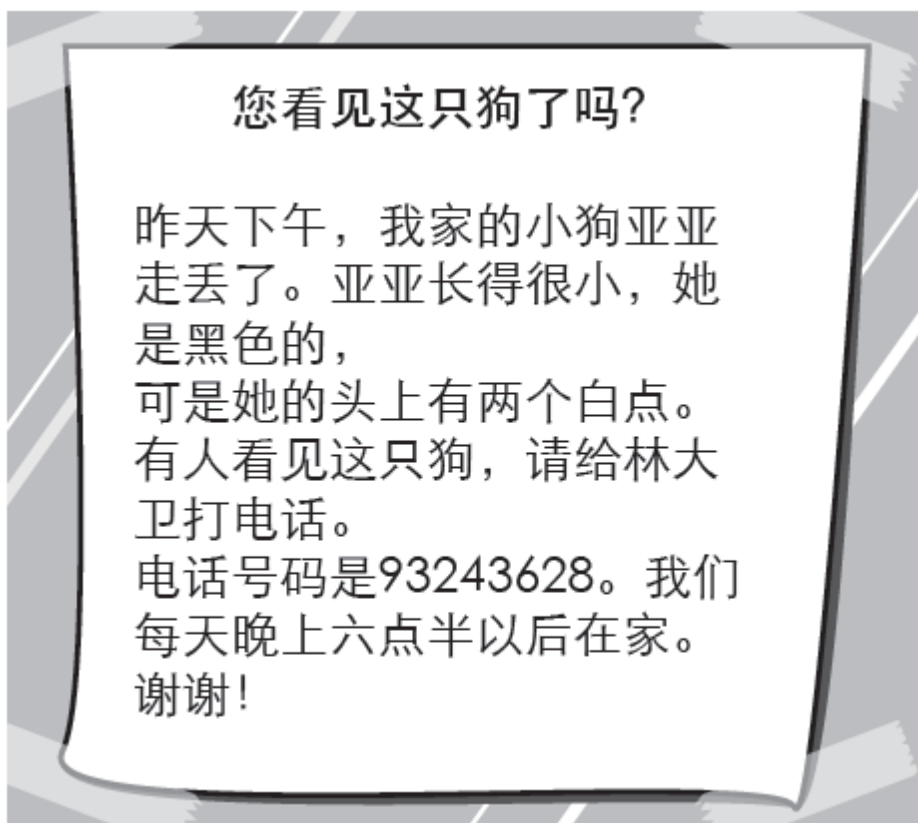 您看见这只狗了吗?
昨天下午，我家的小狗亚亚
走丢了。亚亚长得很小，她
是黑色的，
可是她的头上有两个白点。
有人看见这只狗，请给林大
卫打电话。
电话号码是93243628。我们
每天晚上六点半以后在家。
谢谢!